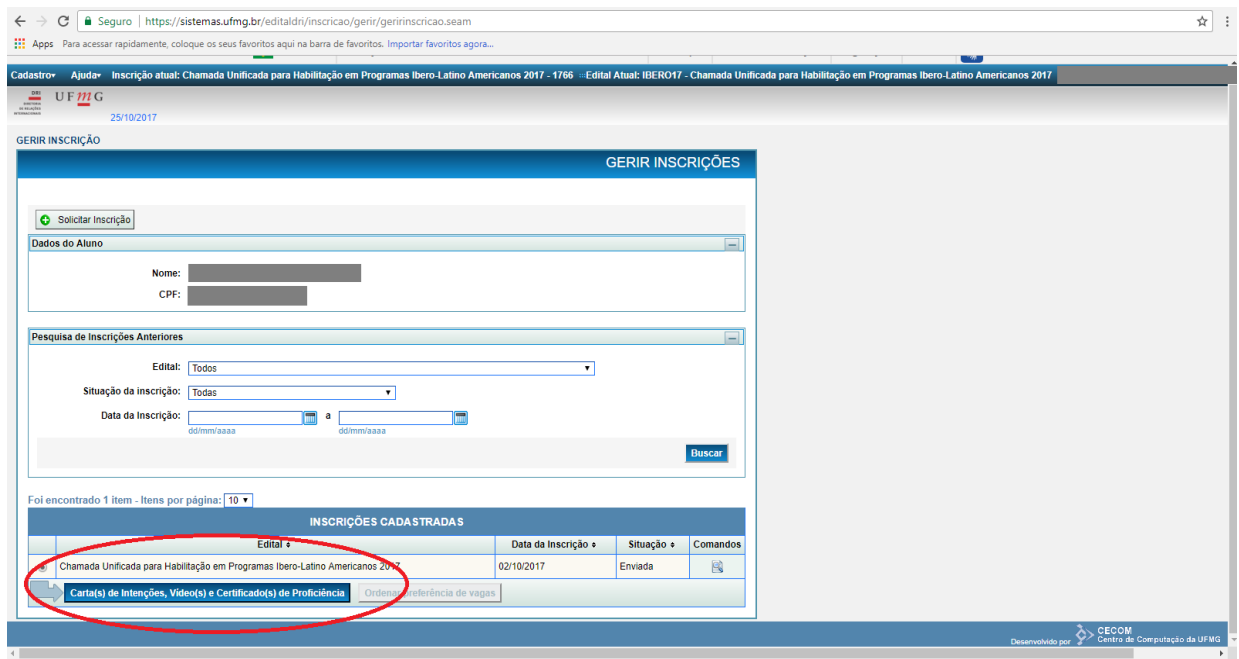 Seguro | https://sistemas.ufmg.br/editaldri/inscricao/gerir/geririnscricao.seam
Apps Para acessar rapidamente, coloque os seus favoritos aqui na barra de favoritos. Importar favoritos agora...
Cadastro Ajuda Inscrição atual: Chamada Unificada para Habilitação em Programas Ibero-Latino Americanos 2017 - 1766 :::Edital Atual: IBERO17 - Chamada Unificada para Habilitação em Programas Ibero-Latino Americanos 2017
DRI
UFmG
25/10/2017
GERIR INSCRIÇÃO
GERIR INSCRIÇÕES
Solicitar Inscrição
Dados do Aluno
Nome:
CPF:
Pesquisa de Inscrições Anteriores
Edital: Todos
Situação da inscrição: Todas
Data da Inscrição: a
dd/mm/aaaa dd/mm/aaaa
Buscar
Foi encontrado 1 item - Itens por página: 10
INSCRIÇÕES CADASTRADAS
Edital Data da Inscrição Situação Comandos
Chamada Unificada para Habilitação em Programas Ibero-Latino Americanos 2017 02/10/2017 Enviada
Carta(s) de Intenções, Vídeo(s) e Certificado(s) de Proficiência Ordenar preferência de vagas
Desenvolvido por CECOM
Centro de Computação da UFMG